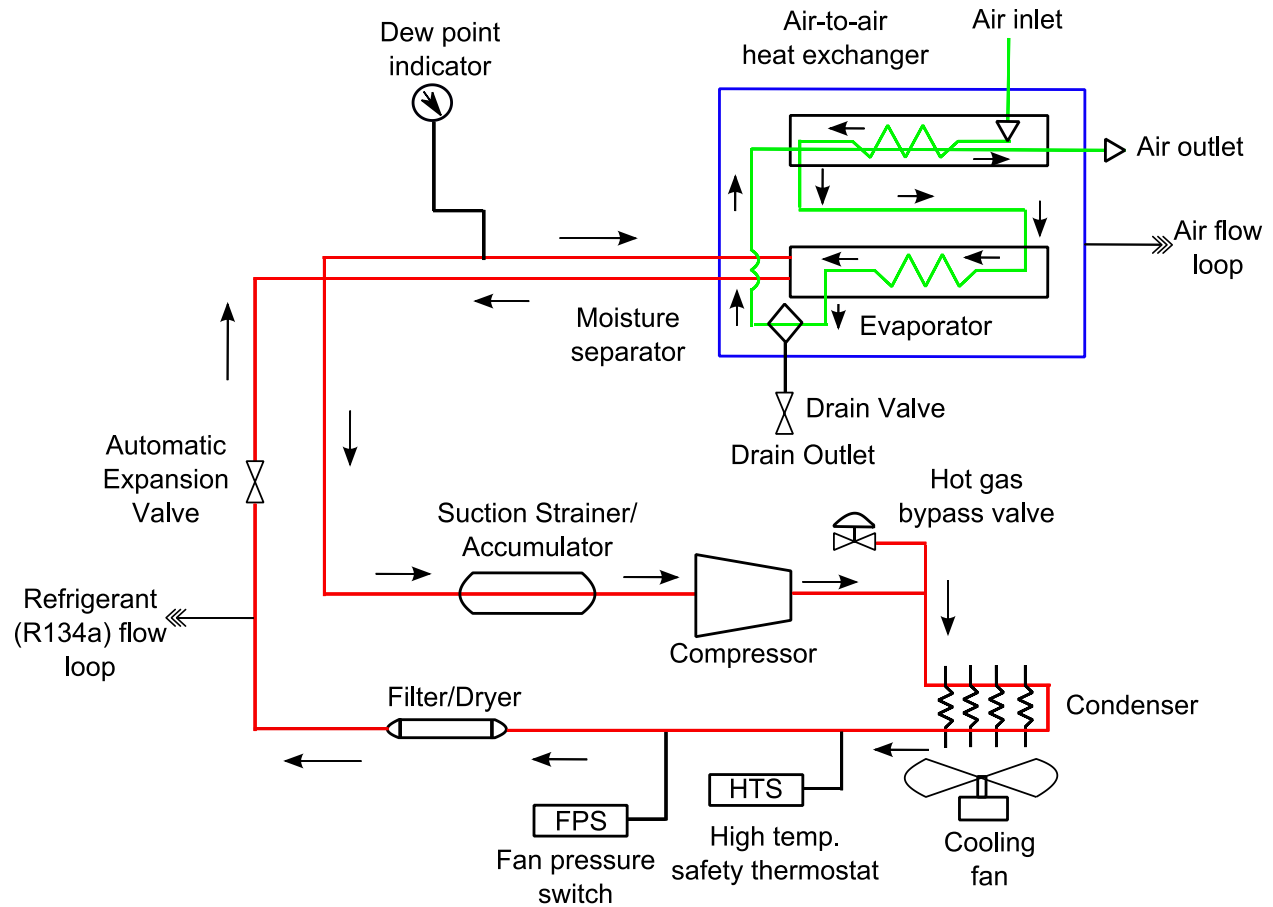 Dew point
indicator
Air-to-air
heat exchanger
Air inlet
Air outlet
Air flow
loop
Moisture
separator
Evaporator
Drain Valve
Drain Outlet
Automatic
Expansion
Valve
Suction Strainer/
Accumulator
Hot gas
bypass valve
Refrigerant
(R134a) flow
loop
Compressor
Filter/Dryer
Condenser
HTS
FPS
High temp.
safety thermostat
Fan pressure
switch
Cooling
fan